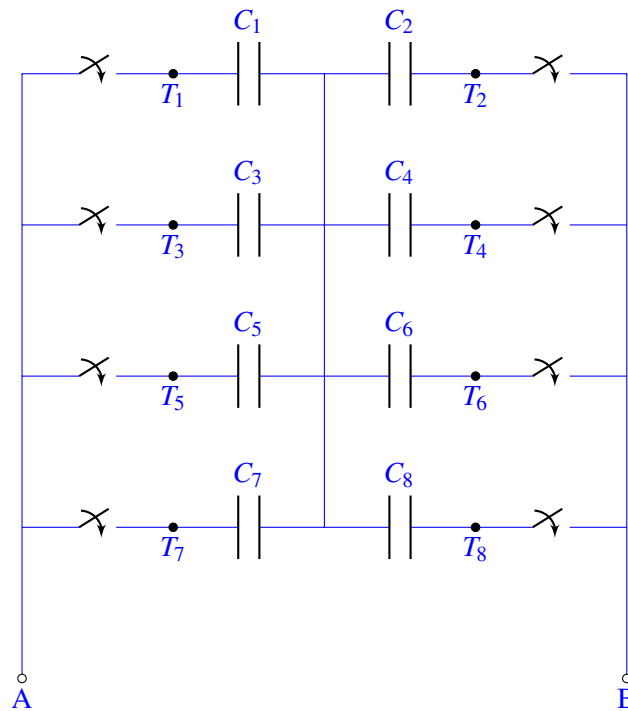 C₁ C₂
T₁ T₂
C₃ C₄
T₃ T₄
C₅ C₆
T₅ T₆
C₇ C₈
T₇ T₈
A B